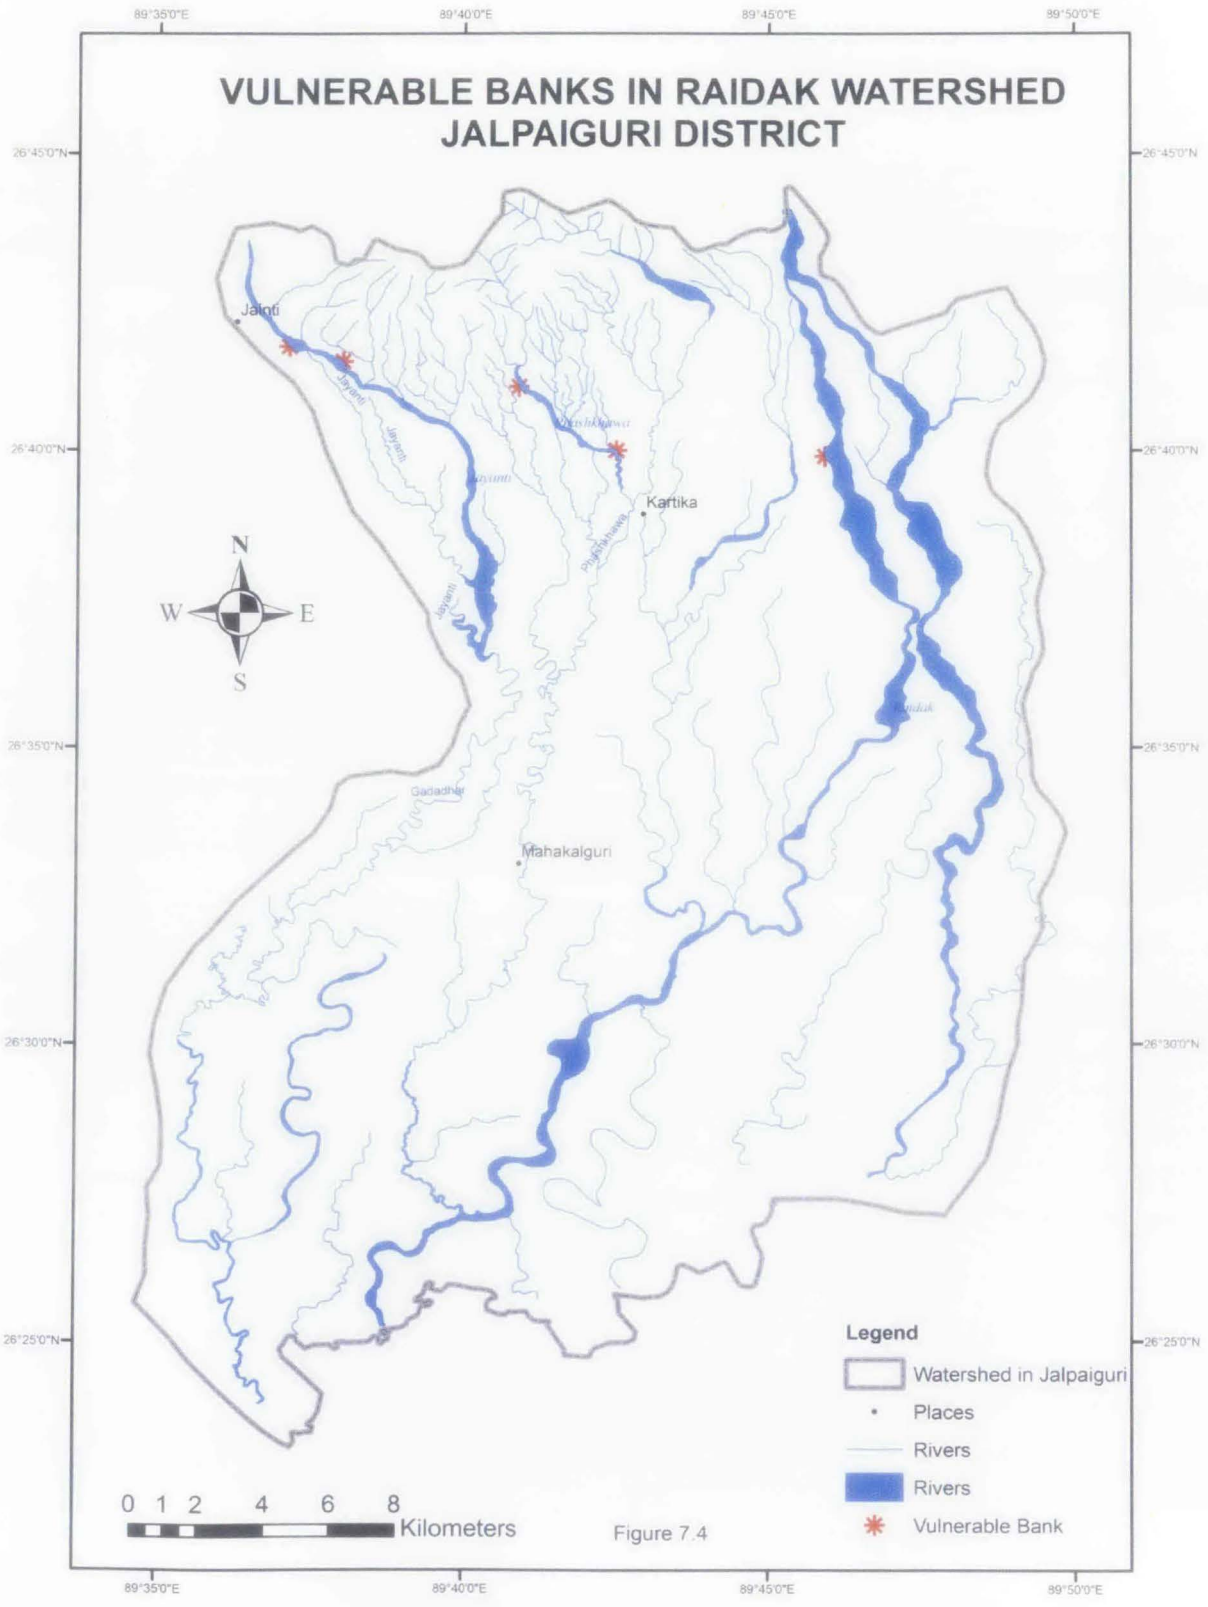 89°35'0"E
89°40'0"E
89°45'0"E
89°50'0"E
VULNERABLE BANKS IN RAIDAK WATERSHED
JALPAIGURI DISTRICT
26°45'0"N
26°45'0"N
Jainti
Jayanti
Jayanti
Phashkhawa
26°40'0"N
26°40'0"N
Jayanti
Kartika
Phashkhawa
N
W
E
S
Jayanti
Raidak
26°35'0"N
26°35'0"N
Gadadhar
Mahakalguri
26°30'0"N
26°30'0"N
26°25'0"N
26°25'0"N
Legend
Watershed in Jalpaiguri
Places
Rivers
Rivers
Vulnerable Bank
0 1 2 4 6 8
Kilometers
Figure 7.4
89°35'0"E
89°40'0"E
89°45'0"E
89°50'0"E